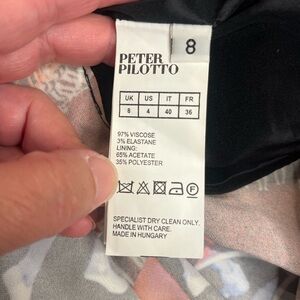 8
PETER
PILOTTO
UK US IT FR
8 4 40 36
97% VISCOSE
3% ELASTANE
LINING:
65% ACETATE
35% POLYESTER
F
SPECIALIST DRY CLEAN ONLY.
HANDLE WITH CARE.
MADE IN HUNGARY